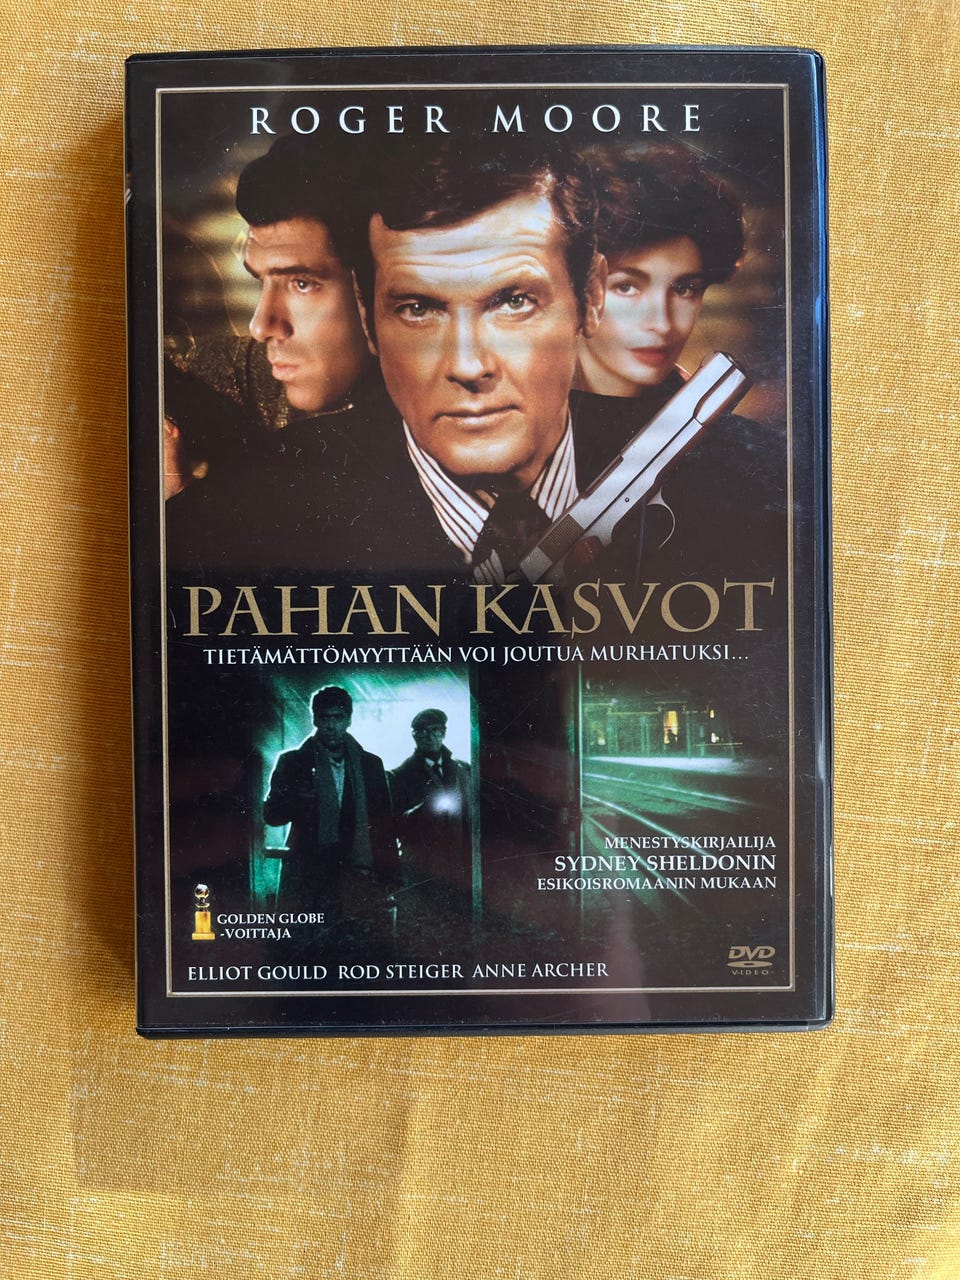 ROGER MOORE
PAHAN KASVOT
TIETÄMÄTTÖMYYTTÄÄN VOI JOUTUA MURHATUKSI...
MENESTYSKIRJAILIJA
SYDNEY SHELDONIN
ESIKOISROMAANIN MUKAAN
GOLDEN GLOBE
-VOITTAJA
ELLIOT GOULD ROD STEIGER ANNE ARCHER
DVD
VIDEO